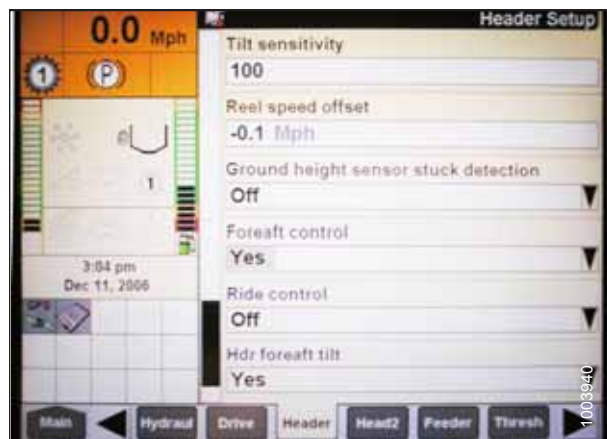 0.0 Mph
Header Setup
Tilt sensitivity
100
1
(P)
Reel speed offset
-0.1 Mph
Ground height sensor stuck detection
Off
1
Foreaft control
Yes
3:04 pm
Dec 11, 2006
Ride control
Off
GPS
Hdr foreaft tilt
Yes
Main
Hydraul
Drive
Header
Head2
Feeder
Thresh
1003940